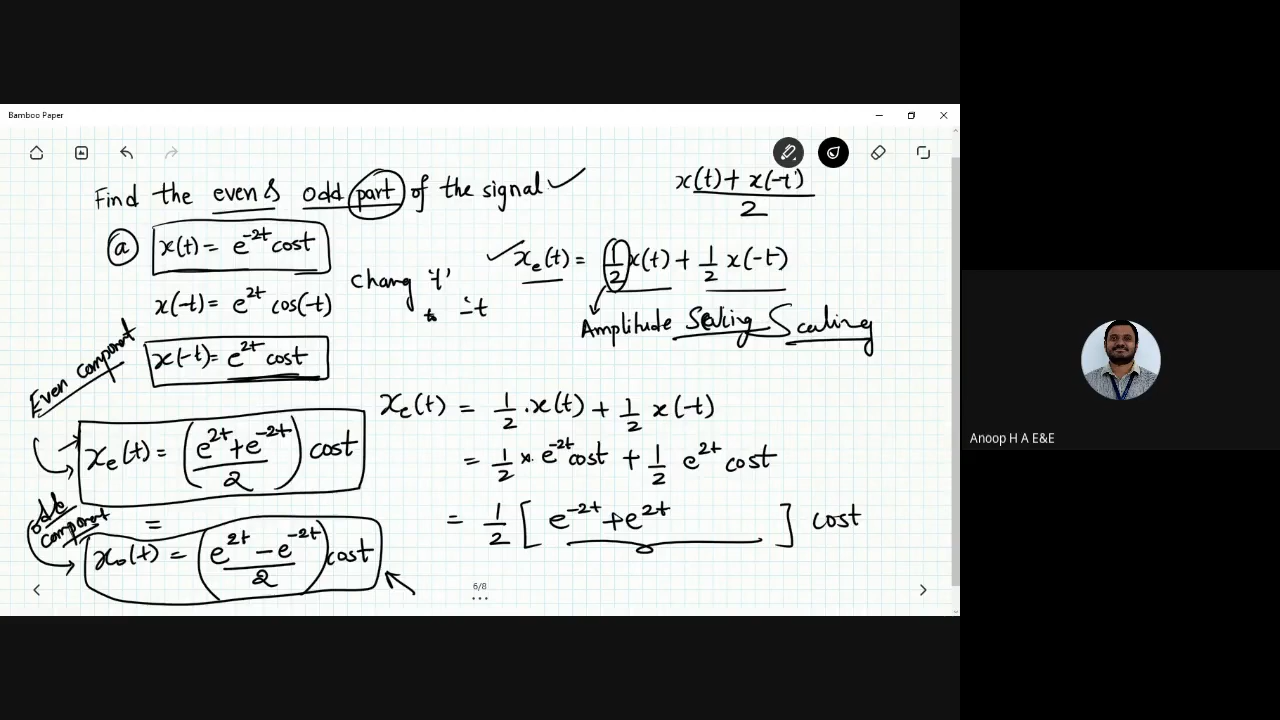 Bamboo Paper
Find the even & odd part of the signal
x(t) + x(-t) / 2
(a) x(t) = e^-2t cost
x(-t) = e^2t cos(-t)
x(-t) = e^2t cost
Chang 't'
to -t
xe(t) = 1/2 x(t) + 1/2 x(-t)
Amplitude Scaling Scaling
Even component
xe(t) = (e^2t + e^-2t / 2) cost
odd component
=
xo(t) = (e^2t - e^-2t / 2) cost
xe(t) = 1/2 . x(t) + 1/2 x(-t)
= 1/2 × e^-2t cost + 1/2 e^2t cost
= 1/2 [ e^-2t + e^2t ] cost
6/8
Anoop H A E&E